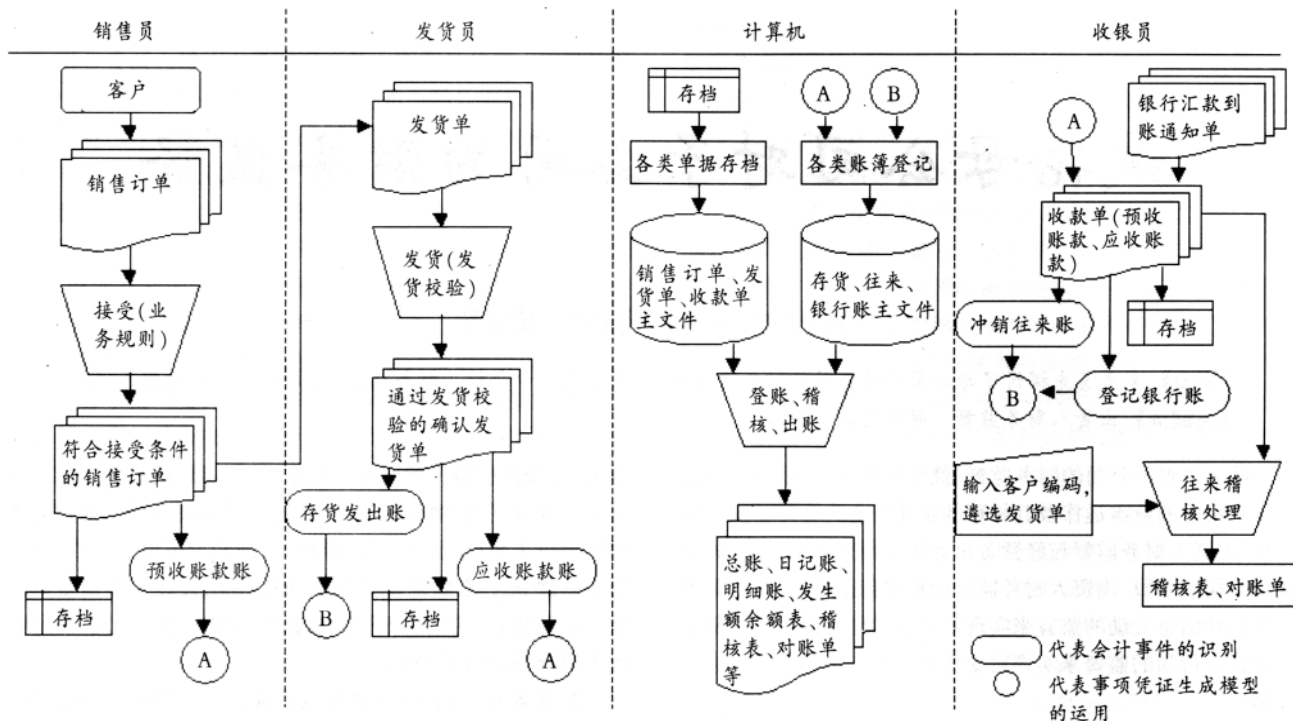 销售员
发货员
计算机
收银员
客户
销售订单
接受(业
务规则)
符合接受条件
的销售订单
预收账款账
存档
A
发货单
发货(发
货校验)
通过发货校
验的确认发
货单
存货发出账
应收账款账
B
存档
A
存档
A
B
各类单据存档
各类账簿登记
销售订单、发
货单、收款单
主文件
存货、往来、
银行账主文件
登账、稽
核、出账
总账、日记账、
明细账、发生
额余额表、稽
核表、对账单
等
A
银行汇款到
账通知单
收款单(预收
账款、应收账
款)
冲销往来账
存档
B
登记银行账
输入客户编码,
遴选发货单
往来稽
核处理
稽核表、对账单
代表会计事件的识别
代表事项凭证生成模型
的运用